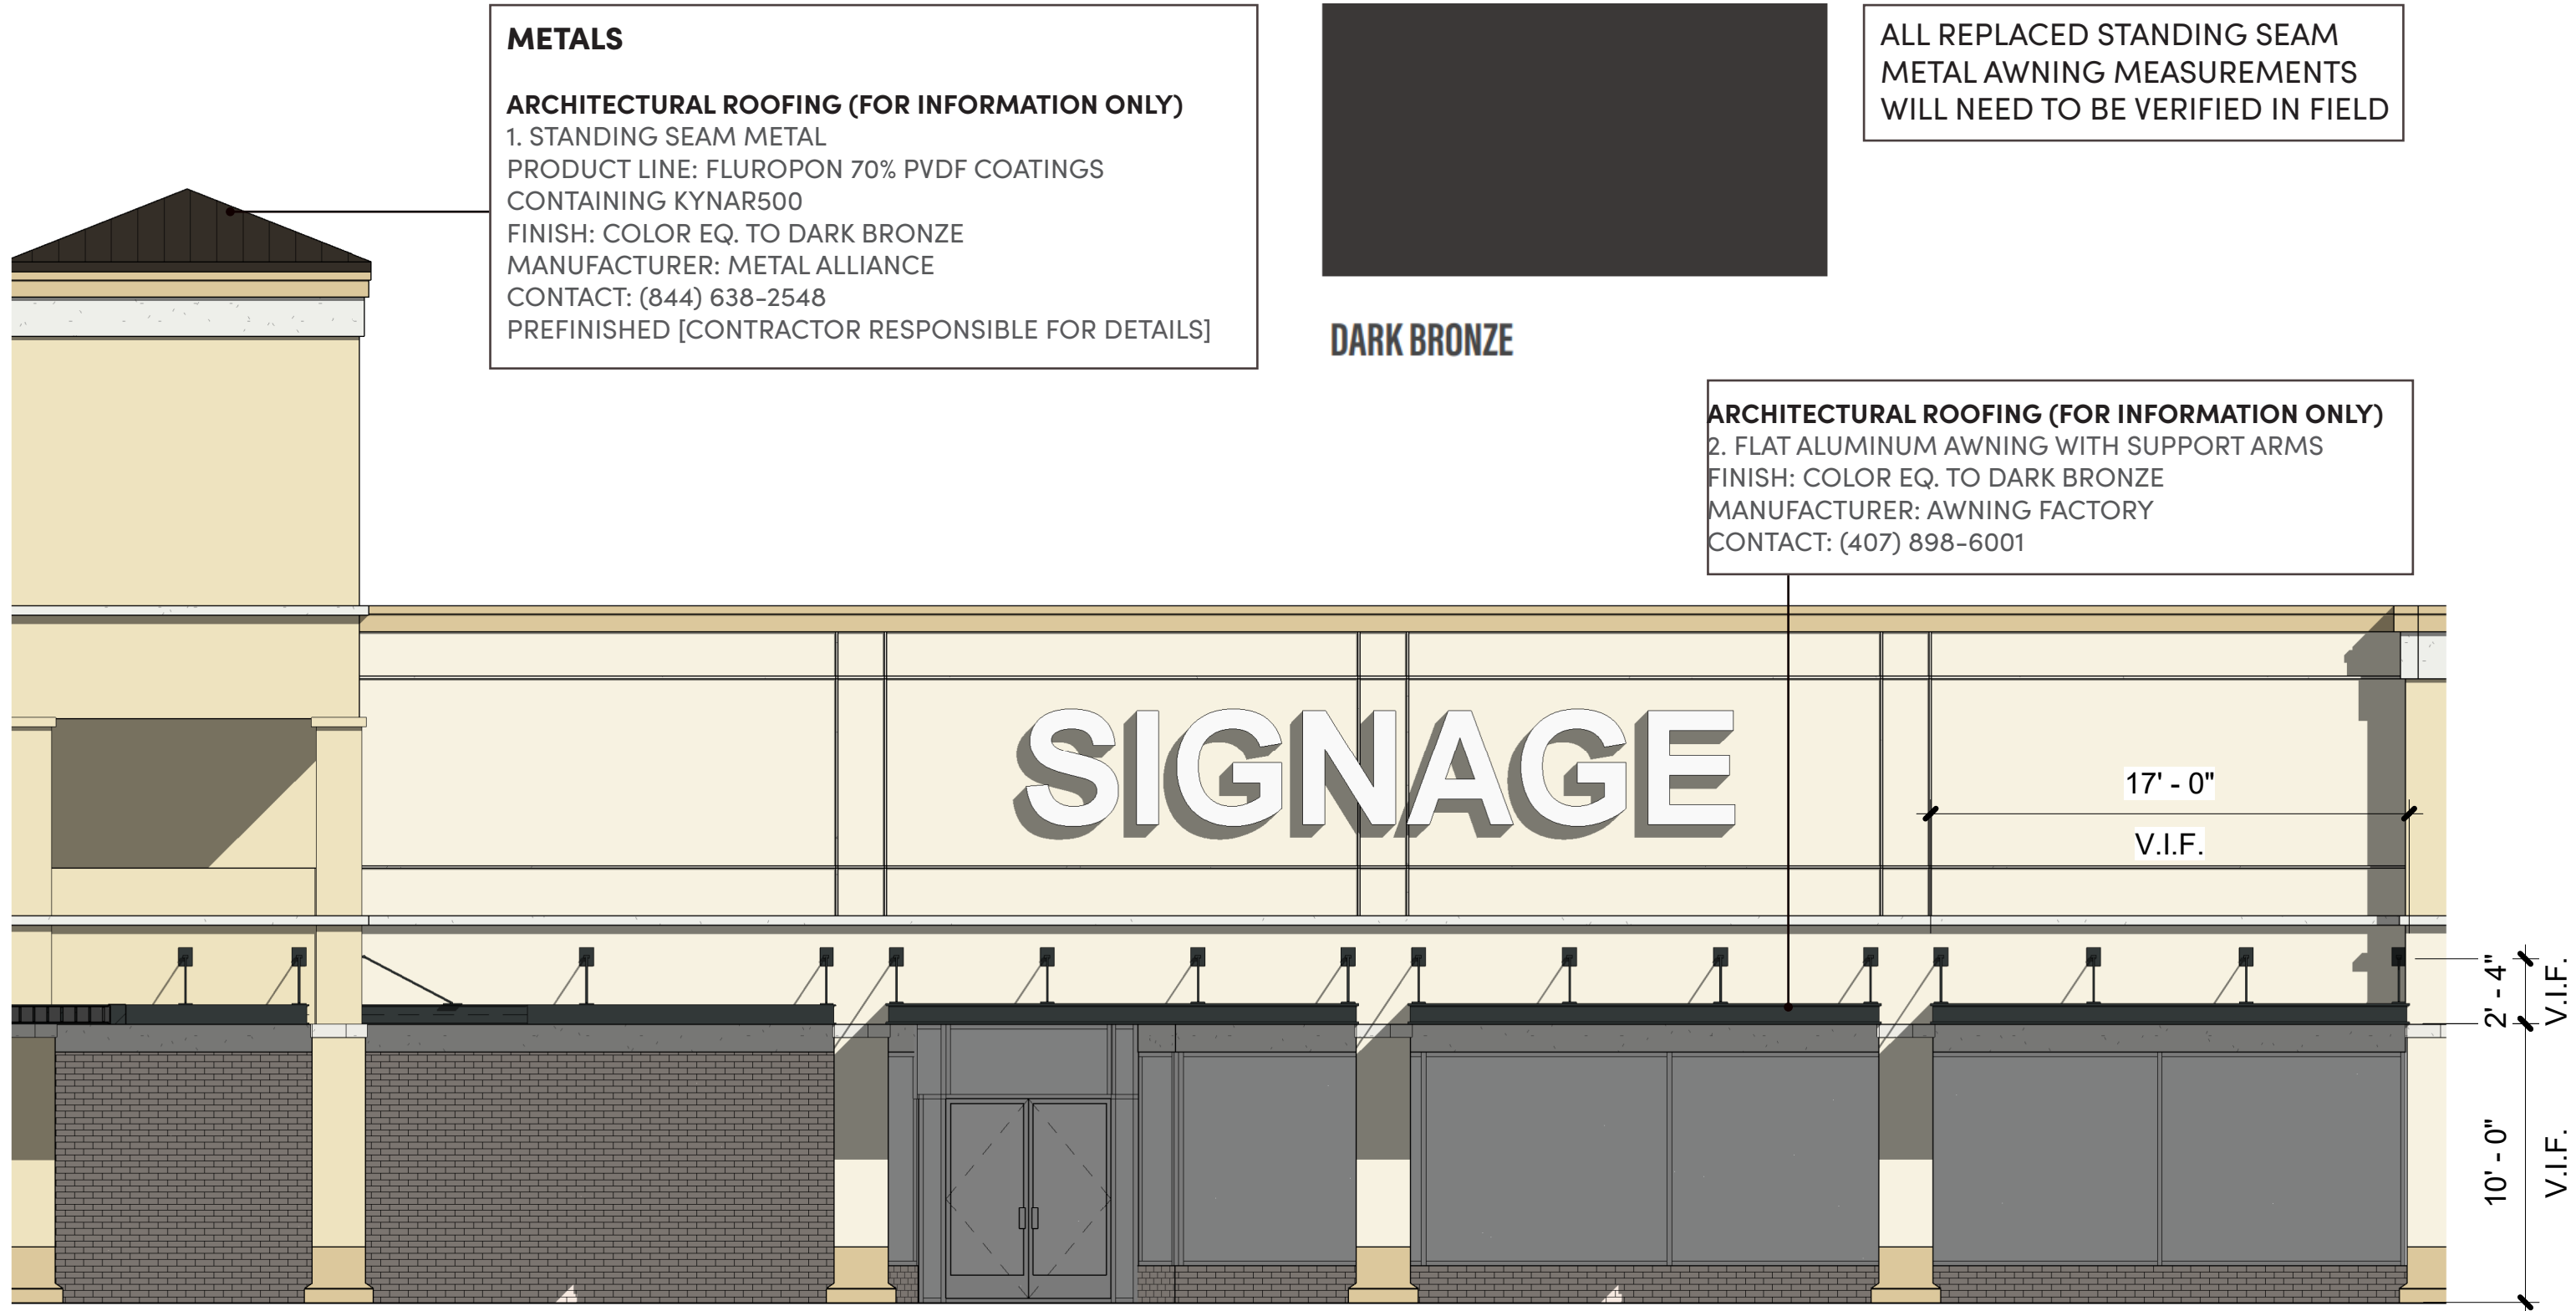 METALS
ARCHITECTURAL ROOFING (FOR INFORMATION ONLY)
1. STANDING SEAM METAL
PRODUCT LINE: FLUROPON 70% PVDF COATINGS
CONTAINING KYNAR500
FINISH: COLOR EQ. TO DARK BRONZE
MANUFACTURER: METAL ALLIANCE
CONTACT: (844) 638-2548
PREFINISHED [CONTRACTOR RESPONSIBLE FOR DETAILS]
DARK BRONZE
ALL REPLACED STANDING SEAM
METAL AWNING MEASUREMENTS
WILL NEED TO BE VERIFIED IN FIELD
ARCHITECTURAL ROOFING (FOR INFORMATION ONLY)
2. FLAT ALUMINUM AWNING WITH SUPPORT ARMS
FINISH: COLOR EQ. TO DARK BRONZE
MANUFACTURER: AWNING FACTORY
CONTACT: (407) 898-6001
SIGNAGE
17' - 0"
V.I.F.
2' - 4"
V.I.F.
10' - 0"
V.I.F.